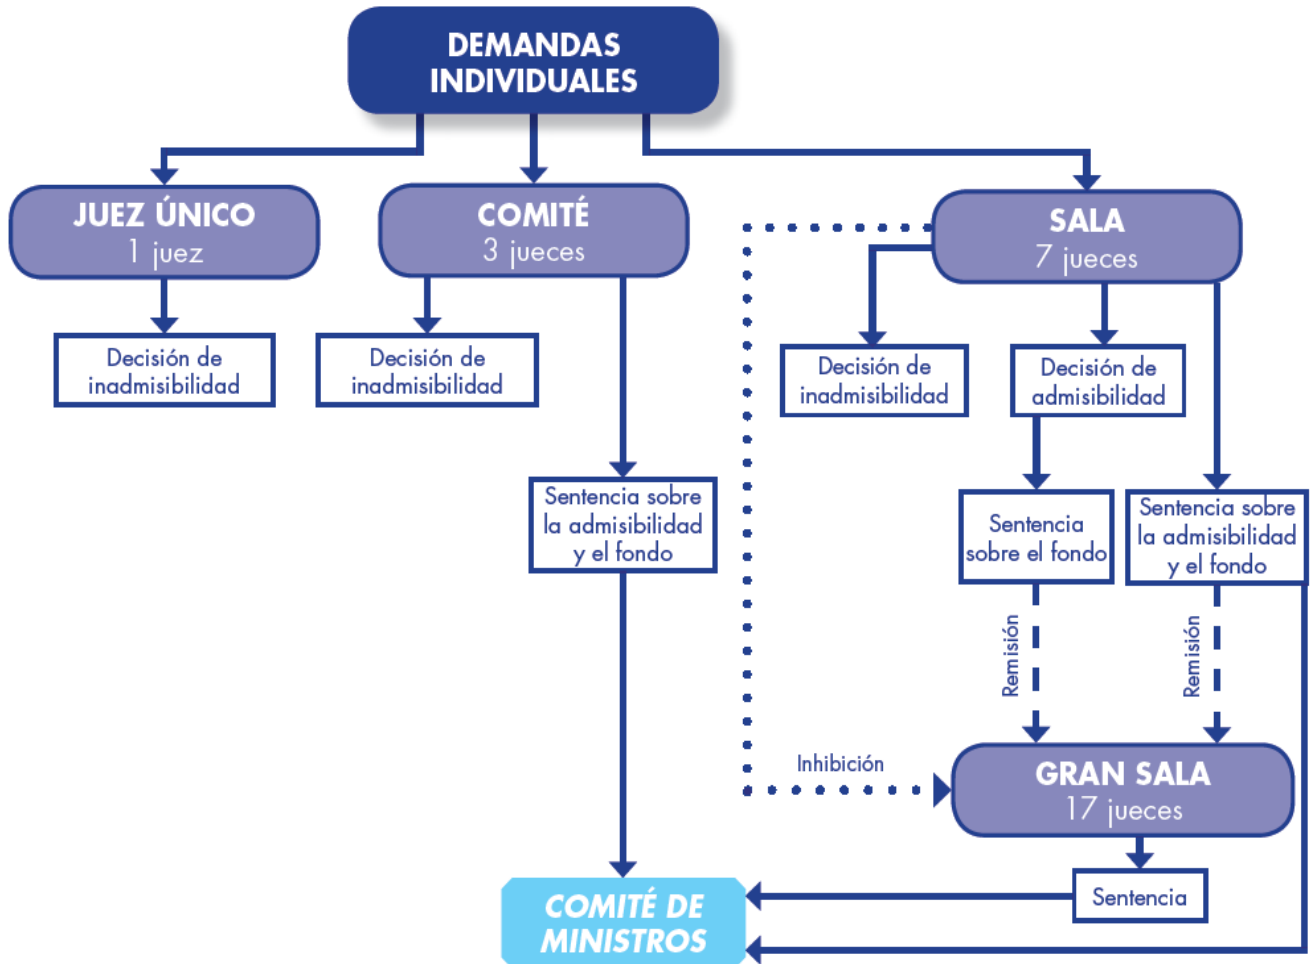 DEMANDAS
INDIVIDUALES
JUEZ ÚNICO
1 juez
COMITÉ
3 jueces
SALA
7 jueces
Decisión de
inadmisibilidad
Decisión de
inadmisibilidad
Decisión de
inadmisibilidad
Decisión de
admisibilidad
Sentencia sobre
la admisibilidad
y el fondo
Sentencia
sobre el fondo
Sentencia sobre
la admisibilidad
y el fondo
Remisión
Remisión
Inhibición
GRAN SALA
17 jueces
Sentencia
COMITÉ DE
MINISTROS